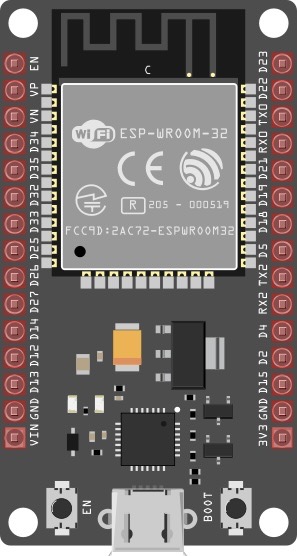 EN
VP
VN
D34
D35
D32
D33
D25
D26
D27
D14
D12
D13
GND
VIN
C
WiFi ESP-WROOM-32
CE
R 205 - 000519
FCC9D:2AC72-ESPWROOM32
D23
D22
TX0
RX0
D21
D19
D18
D5
TX2
RX2
D4
D2
D15
GND
3V3
EN
BOOT